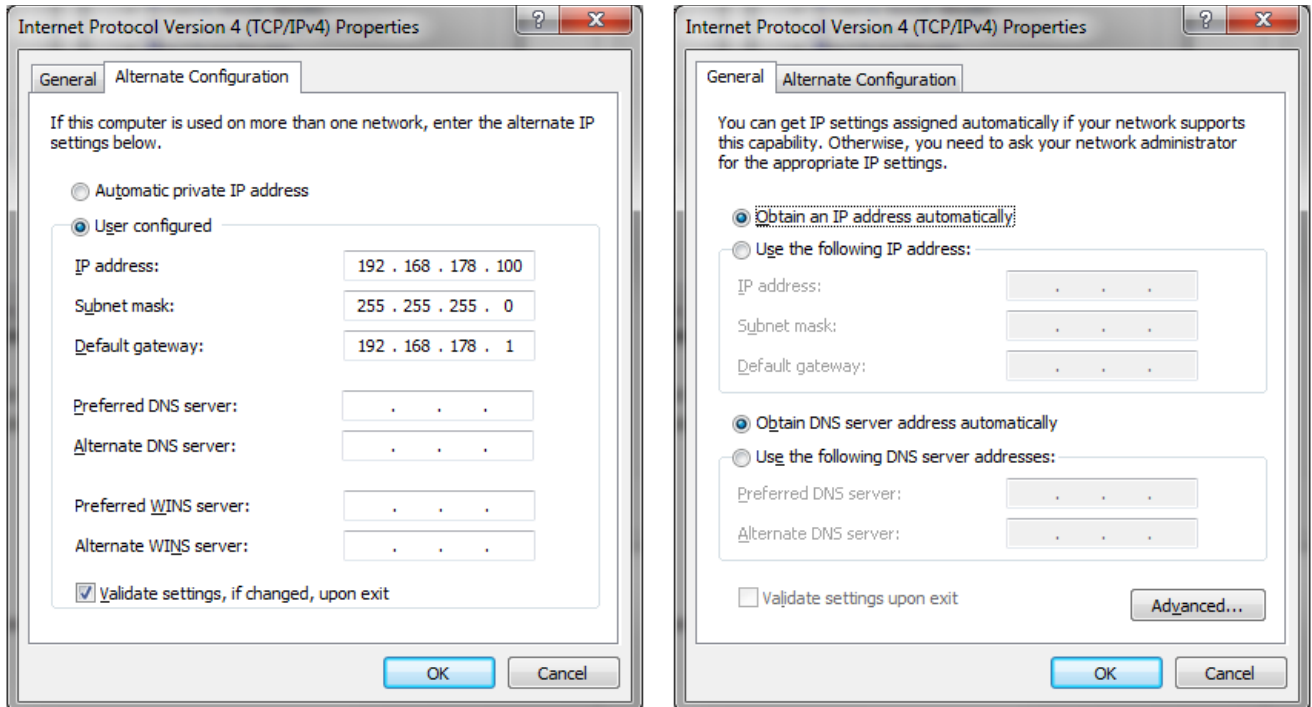 Internet Protocol Version 4 (TCP/IPv4) Properties
General
Alternate Configuration
If this computer is used on more than one network, enter the alternate IP
settings below.
Automatic private IP address
User configured
IP address: 192 . 168 . 178 . 100
Subnet mask: 255 . 255 . 255 . 0
Default gateway: 192 . 168 . 178 . 1
Preferred DNS server: . . .
Alternate DNS server: . . .
Preferred WINS server: . . .
Alternate WINS server: . . .
Validate settings, if changed, upon exit
OK
Cancel
Internet Protocol Version 4 (TCP/IPv4) Properties
General
Alternate Configuration
You can get IP settings assigned automatically if your network supports
this capability. Otherwise, you need to ask your network administrator
for the appropriate IP settings.
Obtain an IP address automatically
Use the following IP address:
IP address: . . .
Subnet mask: . . .
Default gateway: . . .
Obtain DNS server address automatically
Use the following DNS server addresses:
Preferred DNS server: . . .
Alternate DNS server: . . .
Validate settings upon exit
Advanced...
OK
Cancel